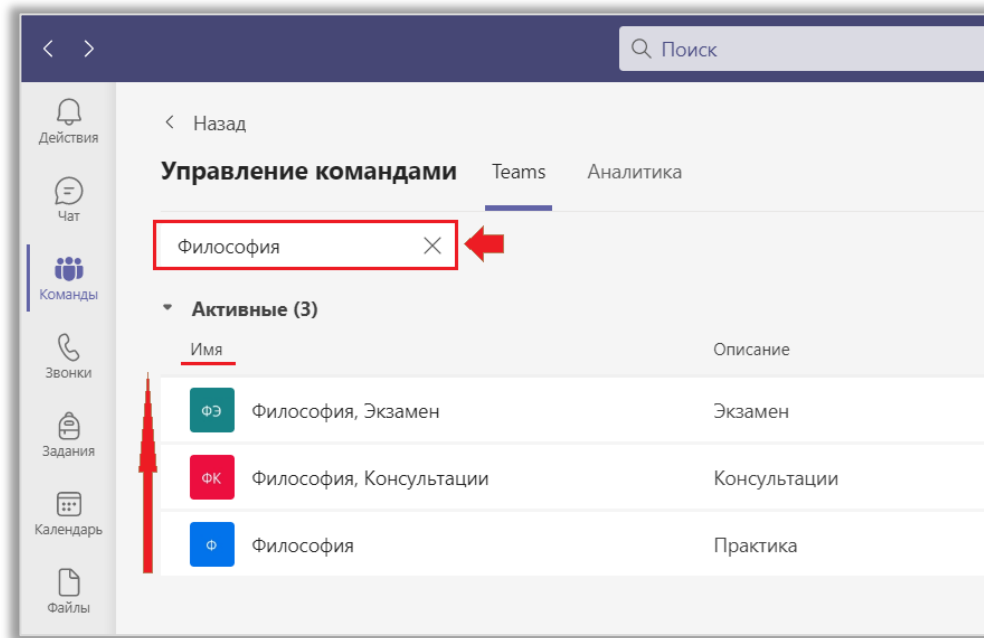 Поиск
Действия
Чат
Команды
Звонки
Задания
Календарь
Файлы
Назад
Управление командами Teams Аналитика
Философия
Активные (3)
Имя Описание
ФЭ Философия, Экзамен Экзамен
ФК Философия, Консультации Консультации
Ф Философия Практика